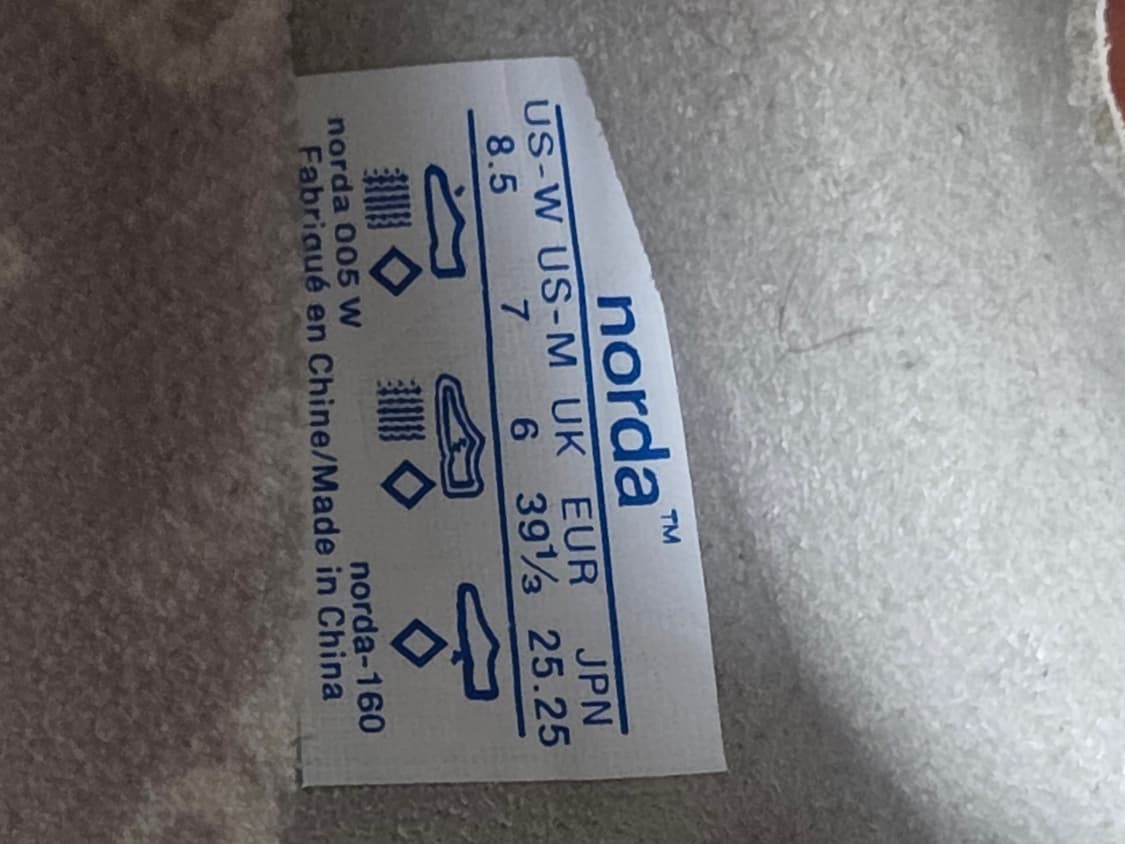 norda™
US-W US-M UK EUR JPN
8.5 7 6 39⅓ 25.25
norda 005 W norda-160
Fabriqué en Chine/Made in China